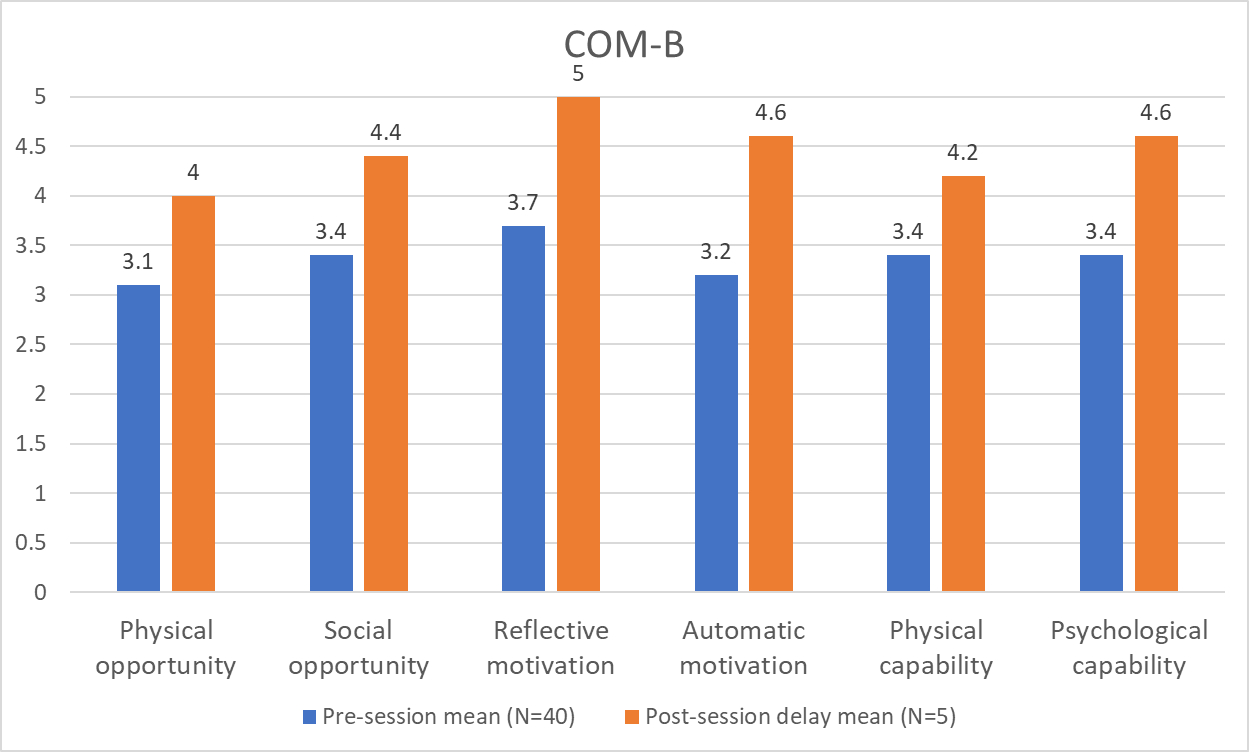 COM-B
5
4.5
4
3.5
3
2.5
2
1.5
1
0.5
0
3.1
4
3.4
4.4
3.7
5
3.2
4.6
3.4
4.2
3.4
4.6
Physical
opportunity
Social
opportunity
Reflective
motivation
Automatic
motivation
Physical
capability
Psychological
capability
Pre-session mean (N=40)
Post-session delay mean (N=5)